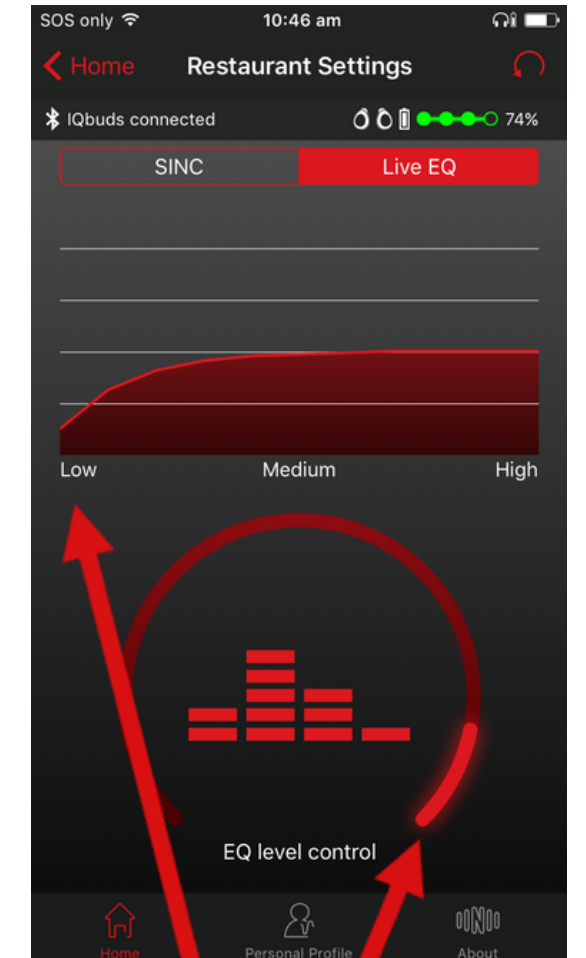 SOS only 10:46 am
Home Restaurant Settings
IQbuds connected 74%
SINC Live EQ
Low Medium High
EQ level control
Home Personal Profile About